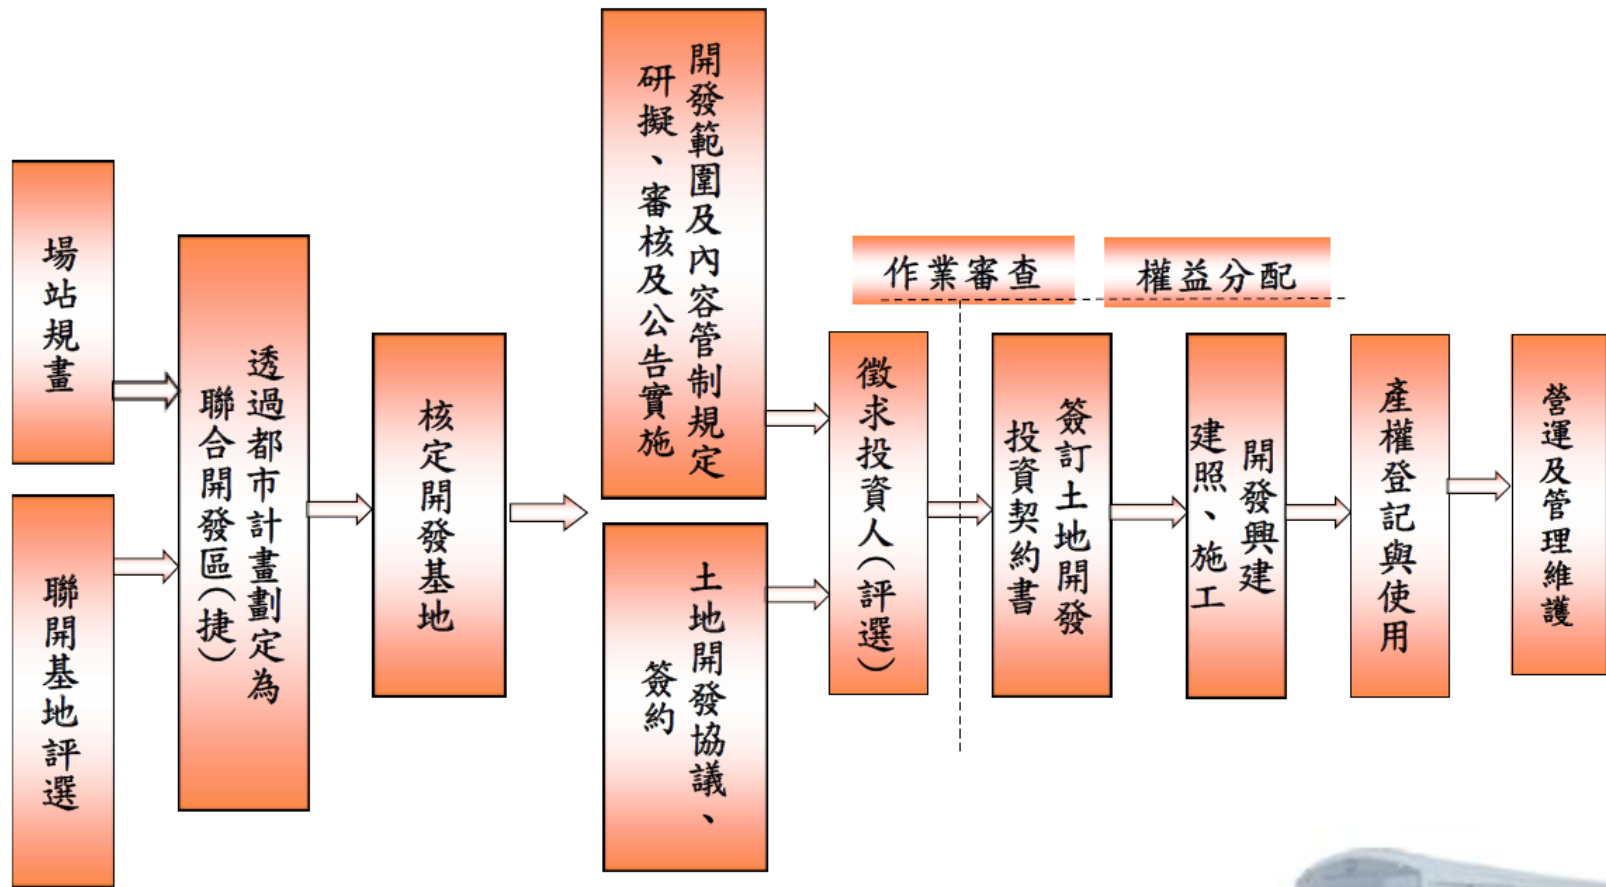 場站規畫
聯開基地評選
透過都市計畫劃定為
聯合開發區(捷)
核定開發基地
開發範圍及內容管制規定
研擬、審核及公告實施
土地開發協議、
簽約
作業審查
權益分配
徵求投資人(評選)
簽訂土地開發
投資契約書
開發興建
建照、施工
產權登記與使用
營運及管理維護